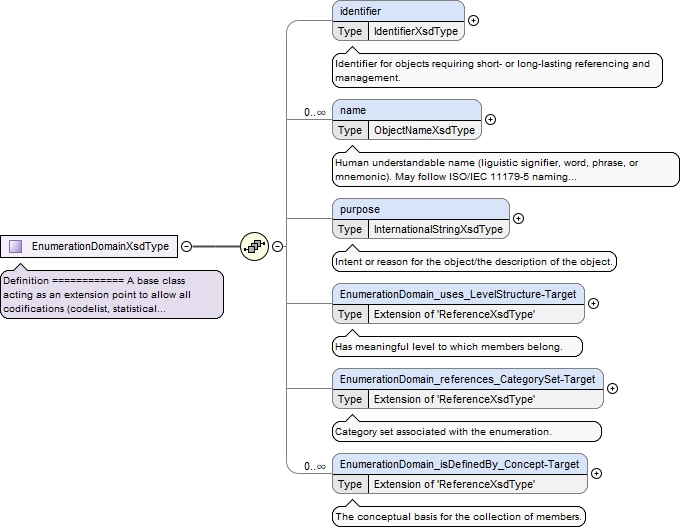 identifier
Type IdentifierXsdType
Identifier for objects requiring short- or long-lasting referencing and
management.
0..∞
name
Type ObjectNameXsdType
Human understandable name (liguistic signifier, word, phrase, or
mnemonic). May follow ISO/IEC 11179-5 naming...
purpose
Type InternationalStringXsdType
Intent or reason for the object/the description of the object.
EnumerationDomainXsdType
Definition ============ A base class
acting as an extension point to allow all
codifications (codelist, statistical...
EnumerationDomain_uses_LevelStructure-Target
Type Extension of 'ReferenceXsdType'
Has meaningful level to which members belong.
EnumerationDomain_references_CategorySet-Target
Type Extension of 'ReferenceXsdType'
Category set associated with the enumeration.
0..∞
EnumerationDomain_isDefinedBy_Concept-Target
Type Extension of 'ReferenceXsdType'
The conceptual basis for the collection of members.